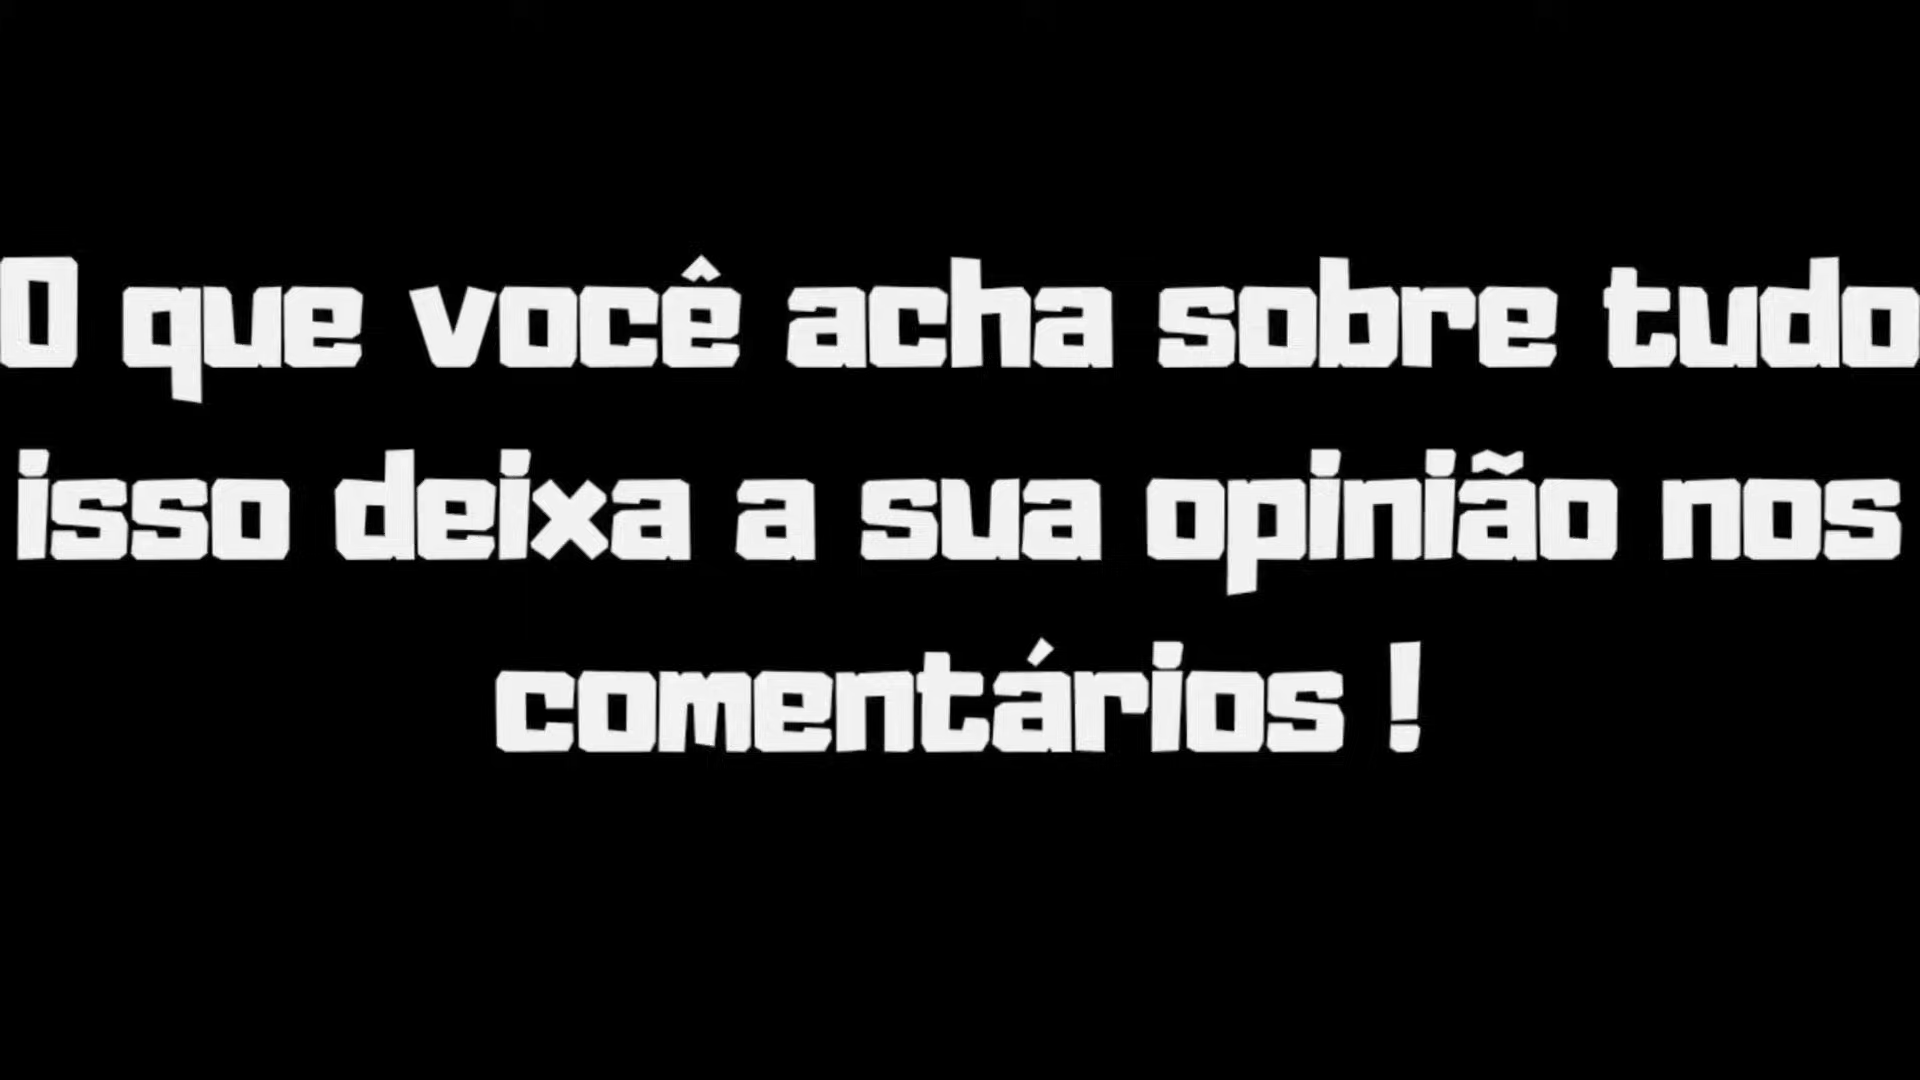 O que você acha sobre tudo
isso deixa a sua opinião nos
comentários !